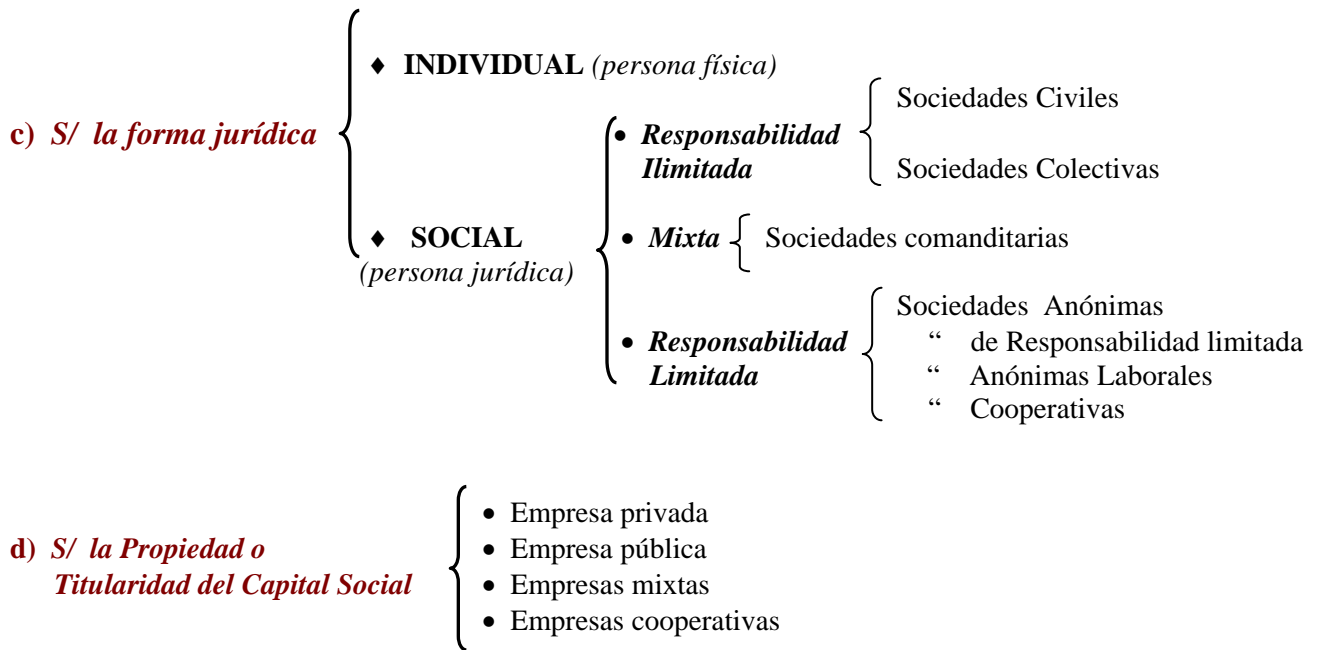 ♦ INDIVIDUAL (persona física)
c) S/ la forma jurídica
• Responsabilidad
Ilimitada
Sociedades Civiles
Sociedades Colectivas
♦ SOCIAL
(persona jurídica)
• Mixta
Sociedades comanditarias
• Responsabilidad
Limitada
Sociedades Anónimas
“ de Responsabilidad limitada
“ Anónimas Laborales
“ Cooperativas
d) S/ la Propiedad o
Titularidad del Capital Social
• Empresa privada
• Empresa pública
• Empresas mixtas
• Empresas cooperativas